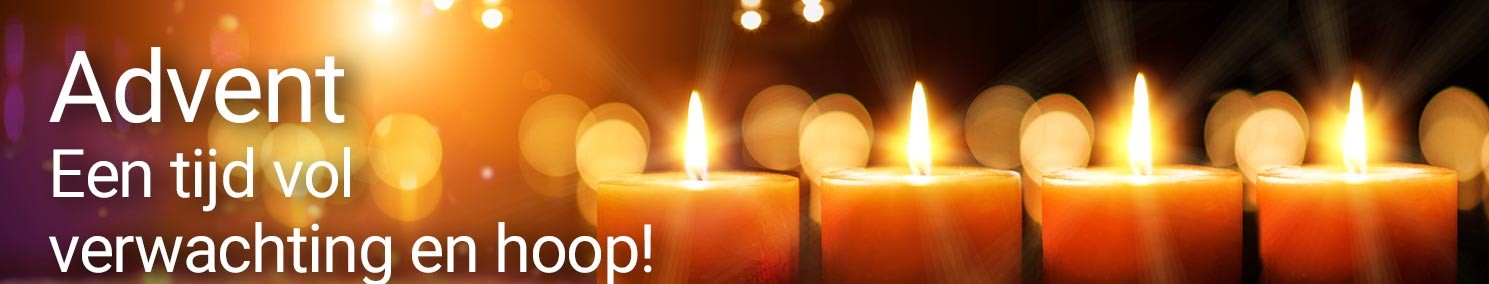 Advent
Een tijd vol
verwachting en hoop!